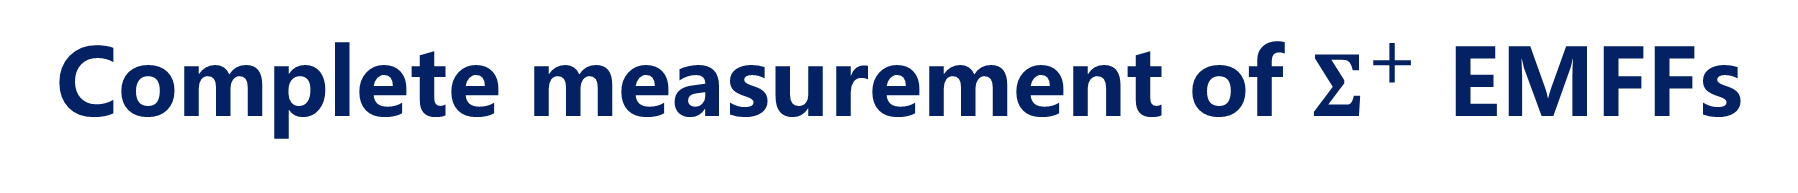 Complete measurement of Σ⁺ EMFFs